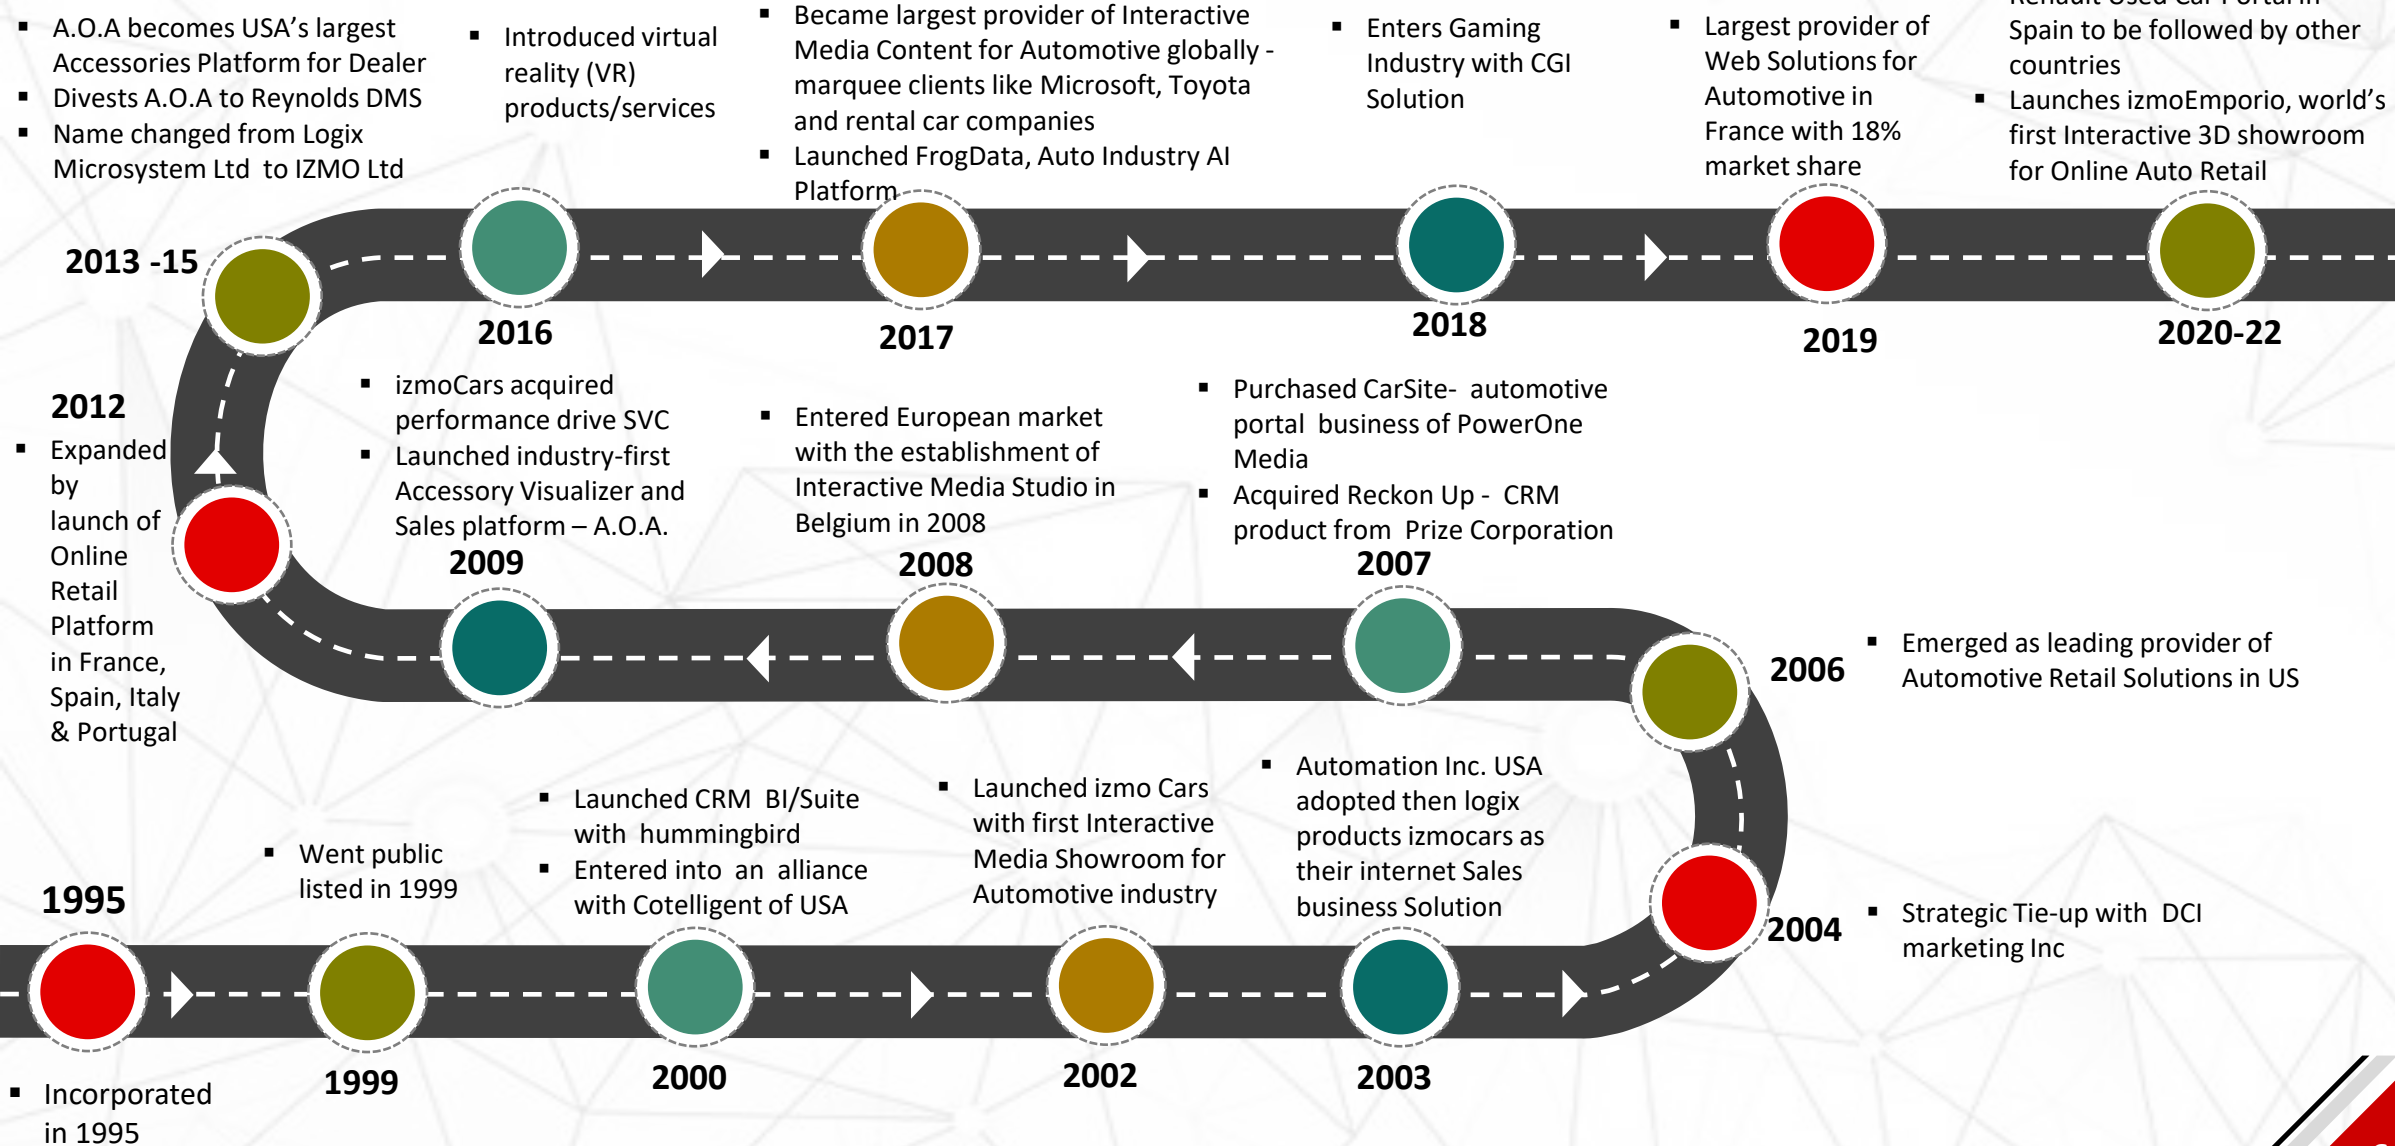 ▪ A.O.A becomes USA's largest
Accessories Platform for Dealer
▪ Divests A.O.A to Reynolds DMS
▪ Name changed from Logix
Microsystem Ltd to IZMO Ltd
▪ Introduced virtual
reality (VR)
products/services
▪ Became largest provider of Interactive
Media Content for Automotive globally -
marquee clients like Microsoft, Toyota
and rental car companies
▪ Launched FrogData, Auto Industry AI
Platform
▪ Enters Gaming
Industry with CGI
Solution
▪ Largest provider of
Web Solutions for
Automotive in
France with 18%
market share
Renault Used Car Portal in
Spain to be followed by other
countries
▪ Launches izmoEmporio, world's
first Interactive 3D showroom
for Online Auto Retail
2013 -15
2016
2017
2018
2019
2020-22
2012
▪ Expanded
by
launch of
Online
Retail
Platform
in France,
Spain, Italy
& Portugal
▪ izmoCars acquired
performance drive SVC
▪ Launched industry-first
Accessory Visualizer and
Sales platform – A.O.A.
2009
▪ Entered European market
with the establishment of
Interactive Media Studio in
Belgium in 2008
2008
▪ Purchased CarSite- automotive
portal business of PowerOne
Media
▪ Acquired Reckon Up - CRM
product from Prize Corporation
2007
2006
▪ Emerged as leading provider of
Automotive Retail Solutions in US
1995
▪ Went public
listed in 1999
▪ Launched CRM BI/Suite
with hummingbird
▪ Entered into an alliance
with Cotelligent of USA
▪ Launched izmo Cars
with first Interactive
Media Showroom for
Automotive industry
▪ Automation Inc. USA
adopted then logix
products izmocars as
their internet Sales
business Solution
2004
▪ Strategic Tie-up with DCI
marketing Inc
▪ Incorporated
in 1995
1999
2000
2002
2003